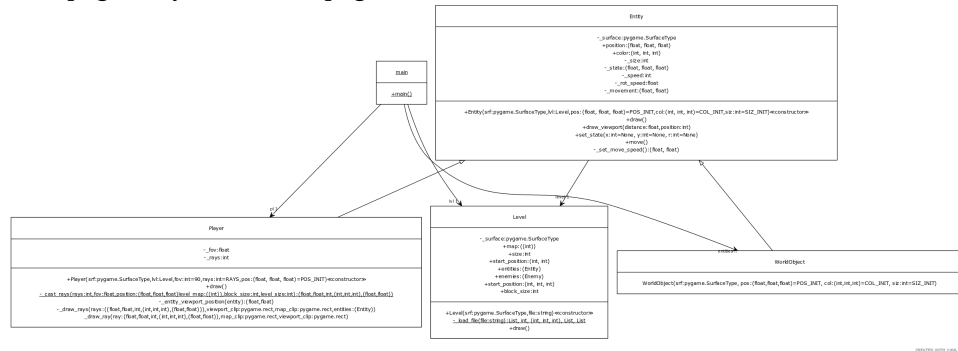 Entity
-_surface:pygame.SurfaceType
+position:(float, float, float)
+color:(int, int, int)
-_size:int
-_state:(float, float, float)
-_speed:int
-_rot_speed:float
-_movement:(float, float)
+Entity(srf:pygame.SurfaceType,lvl:Level,pos:(float, float, float)=POS_INIT,col:(int, int, int)=COL_INIT,siz:int=SIZ_INIT)≪constructor≫
+draw()
+draw_viewport(distance:float,position:int)
+set_state(x:int=None, y:int=None, r:int=None)
+move()
-_set_move_speed():(float, float)
main
+main()
Player
-_fov:float
-_rays:int
+Player(srf:pygame.SurfaceType,lvl:Level,fov:int=90,rays:int=RAYS,pos:(float, float, float)=POS_INIT)≪constructor≫
+draw()
-_cast_rays(rays:int,fov:float,position:(float,float,float)level_map:((int)),block_size:int,level_size:int):(float,float,int,(int,int,int),(float,float))
-_entity_viewport_position(entity):(float,float)
-_draw_rays(rays:((float,float,int,(int,int,int),(float,float))),viewport_clip:pygame.rect,map_clip:pygame.rect,entities:(Entity))
-_draw_ray(ray:(float,float,int,(int,int,int),(float,float)),map_clip:pygame.rect,viewport_clip:pygame.rect)
Level
-_surface:pygame.SurfaceType
+map:((int))
+size:int
+start_position:(int, int)
+entities:(Entity)
+enemies:(Enemy)
+start_position:(int, int, int)
+block_size:int
+Level(srf:pygame.SurfaceType,file:string)≪constructor≫
-_load_file(file:string)::List, int, (int, int, int), List, List
+draw()
WorldObject
WorldObject(srf:pygame.SurfaceType, pos:(float,float,float)=POS_INIT, col:(int,int,int)=COL_INIT, siz:int=SIZ_INIT)